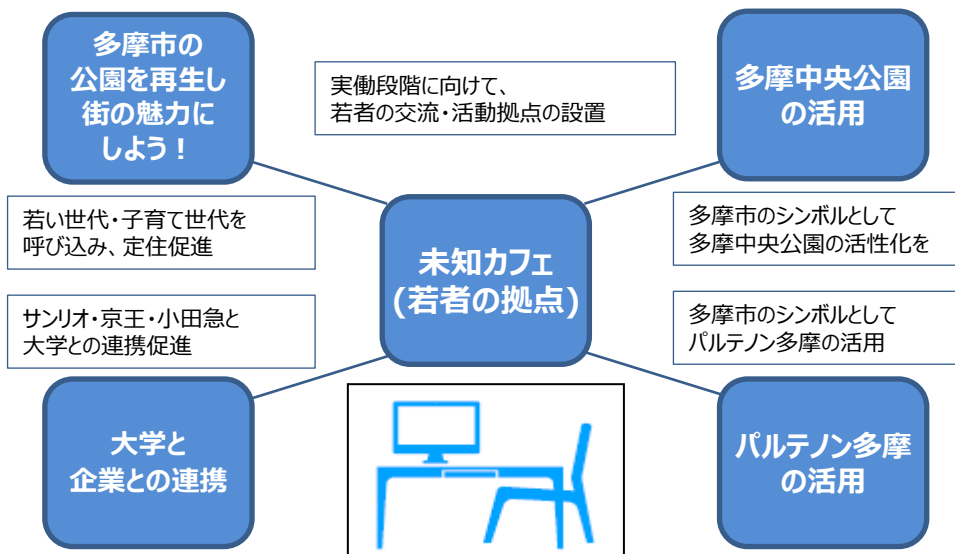 多摩市の
公園を再生し
街の魅力に
しよう！
実働段階に向けて、
若者の交流・活動拠点の設置
多摩中央公園
の活用
若い世代・子育て世代を
呼び込み、定住促進
未知カフェ
(若者の拠点)
多摩市のシンボルとして
多摩中央公園の活性化を
サンリオ・京王・小田急と
大学との連携促進
多摩市のシンボルとして
パルテノン多摩の活用
大学と
企業との連携
パルテノン多摩
の活用